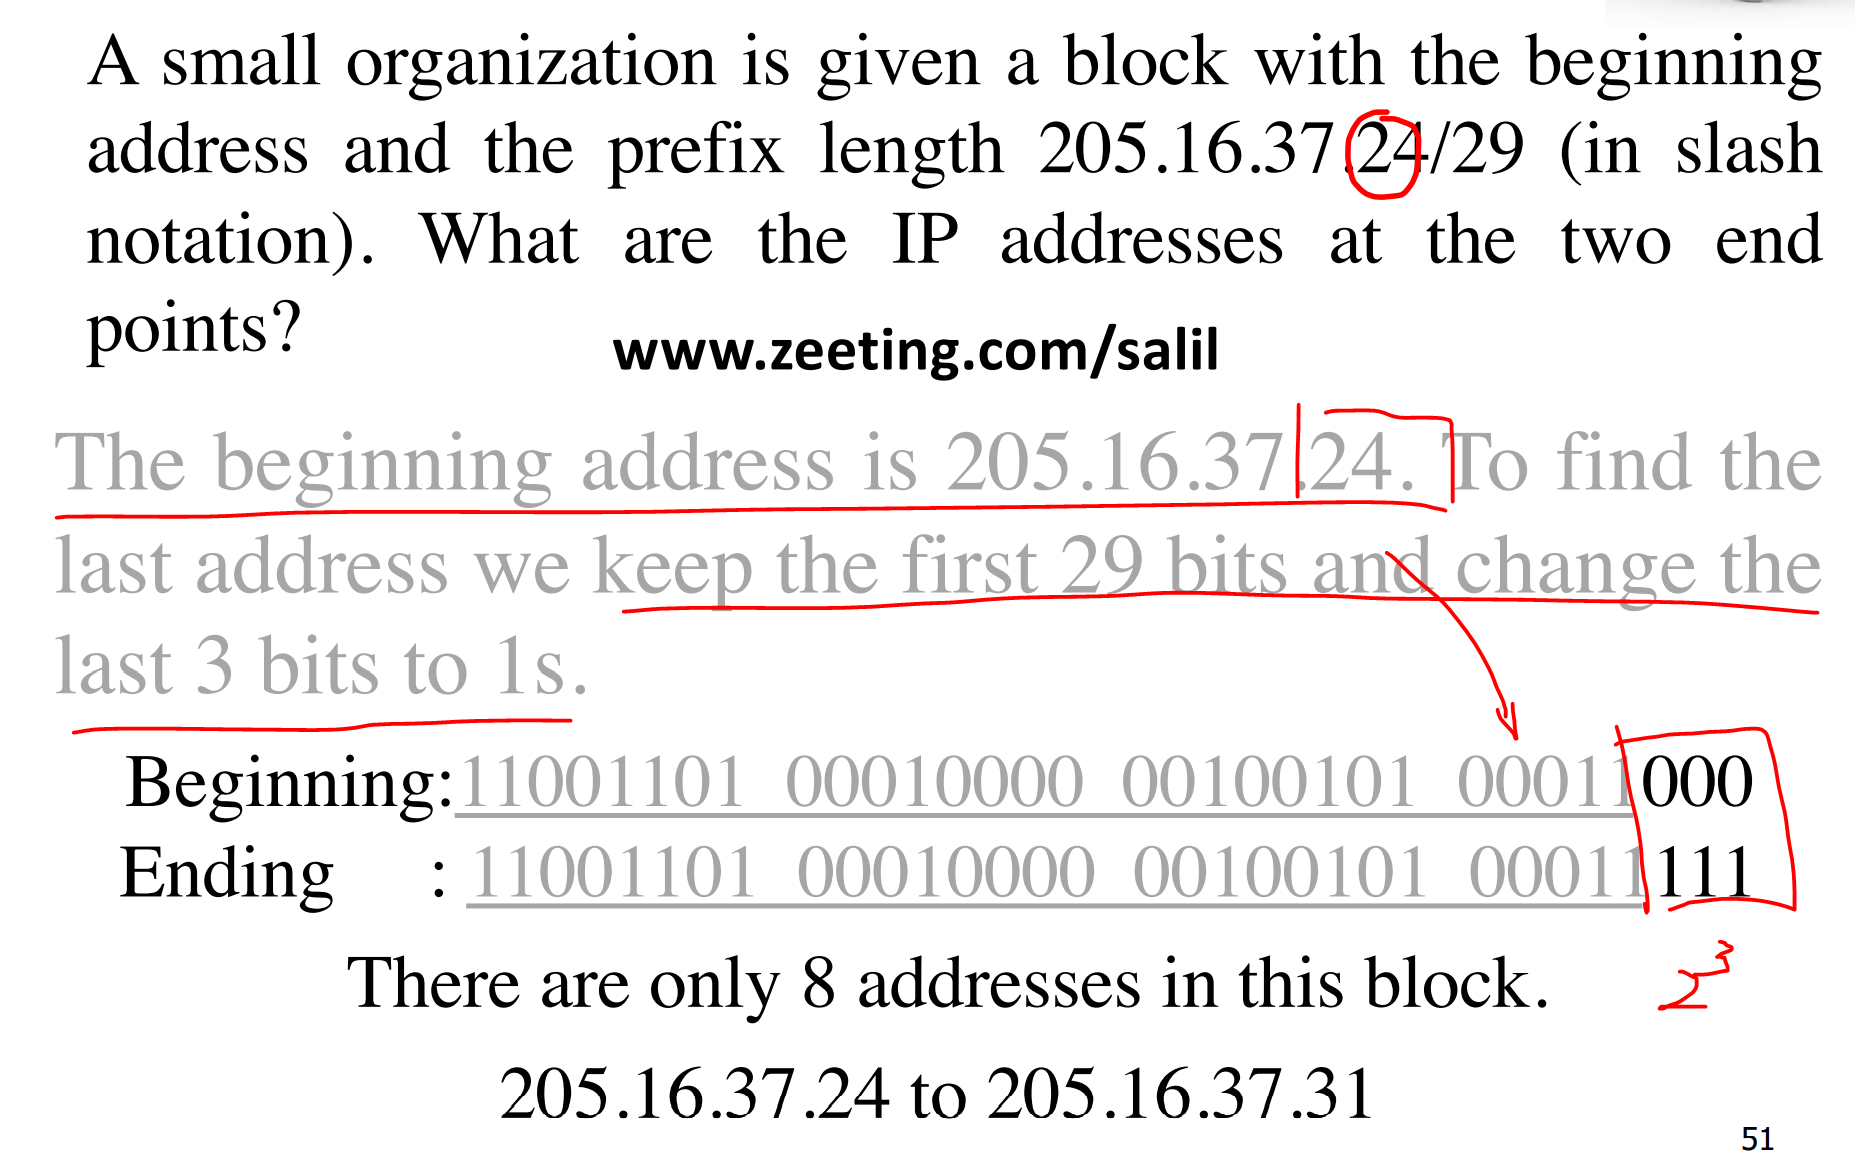 A small organization is given a block with the beginning
address and the prefix length 205.16.37.24/29 (in slash
notation). What are the IP addresses at the two end
points?
www.zeeting.com/salil
The beginning address is 205.16.37.24. To find the
last address we keep the first 29 bits and change the
last 3 bits to 1s.
Beginning:11001101 00010000 00100101 00011000
Ending : 11001101 00010000 00100101 00011111
There are only 8 addresses in this block.
2³
205.16.37.24 to 205.16.37.31
51